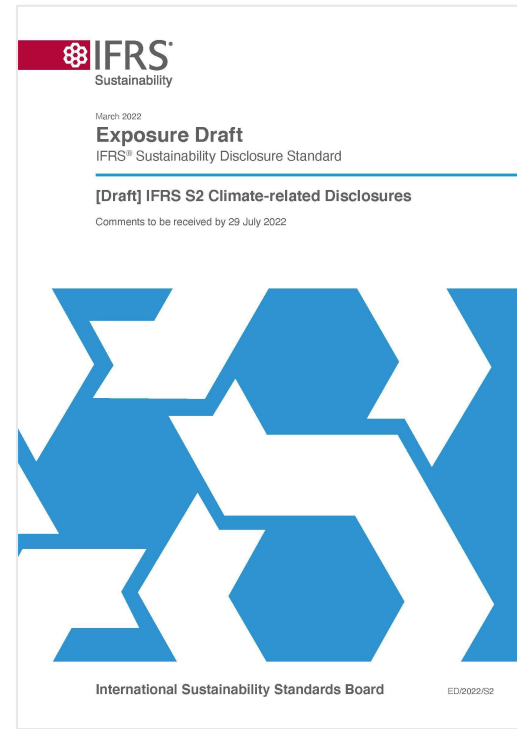 IFRS®
Sustainability
March 2022
Exposure Draft
IFRS® Sustainability Disclosure Standard
[Draft] IFRS S2 Climate-related Disclosures
Comments to be received by 29 July 2022
International Sustainability Standards Board
ED/2022/S2